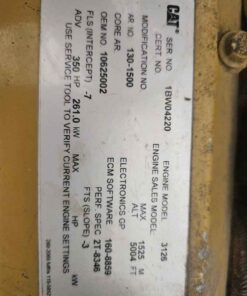 CAT®
ENGINE MODEL 3126
ENGINE SALES MODEL
SER. NO. 1BW04220
CERT. NO.
MAX ALT 1525 M
5004 FT
MODIFICATION NO.
AR NO. 130-1500
CORE AR.
ELECTRONICS GP
ECM SOFTWARE 160-8859
OEM NO. 10625002
PERF SPEC 2T-8346
FLS (INTERCEPT) -7
FTS (SLOPE) -3
ADV 350 HP 261.0 kW
MAX HP kW
USE SERVICE TOOL TO VERIFY CURRENT ENGINE SETTINGS